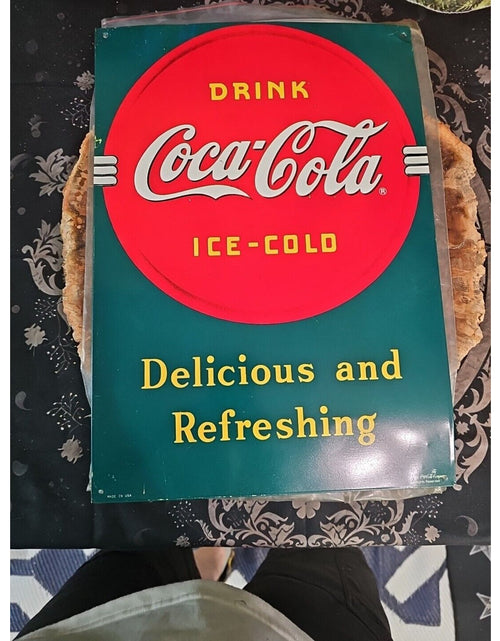 DRINK
Coca-Cola®
ICE-COLD
Delicious and
Refreshing
MADE IN USA